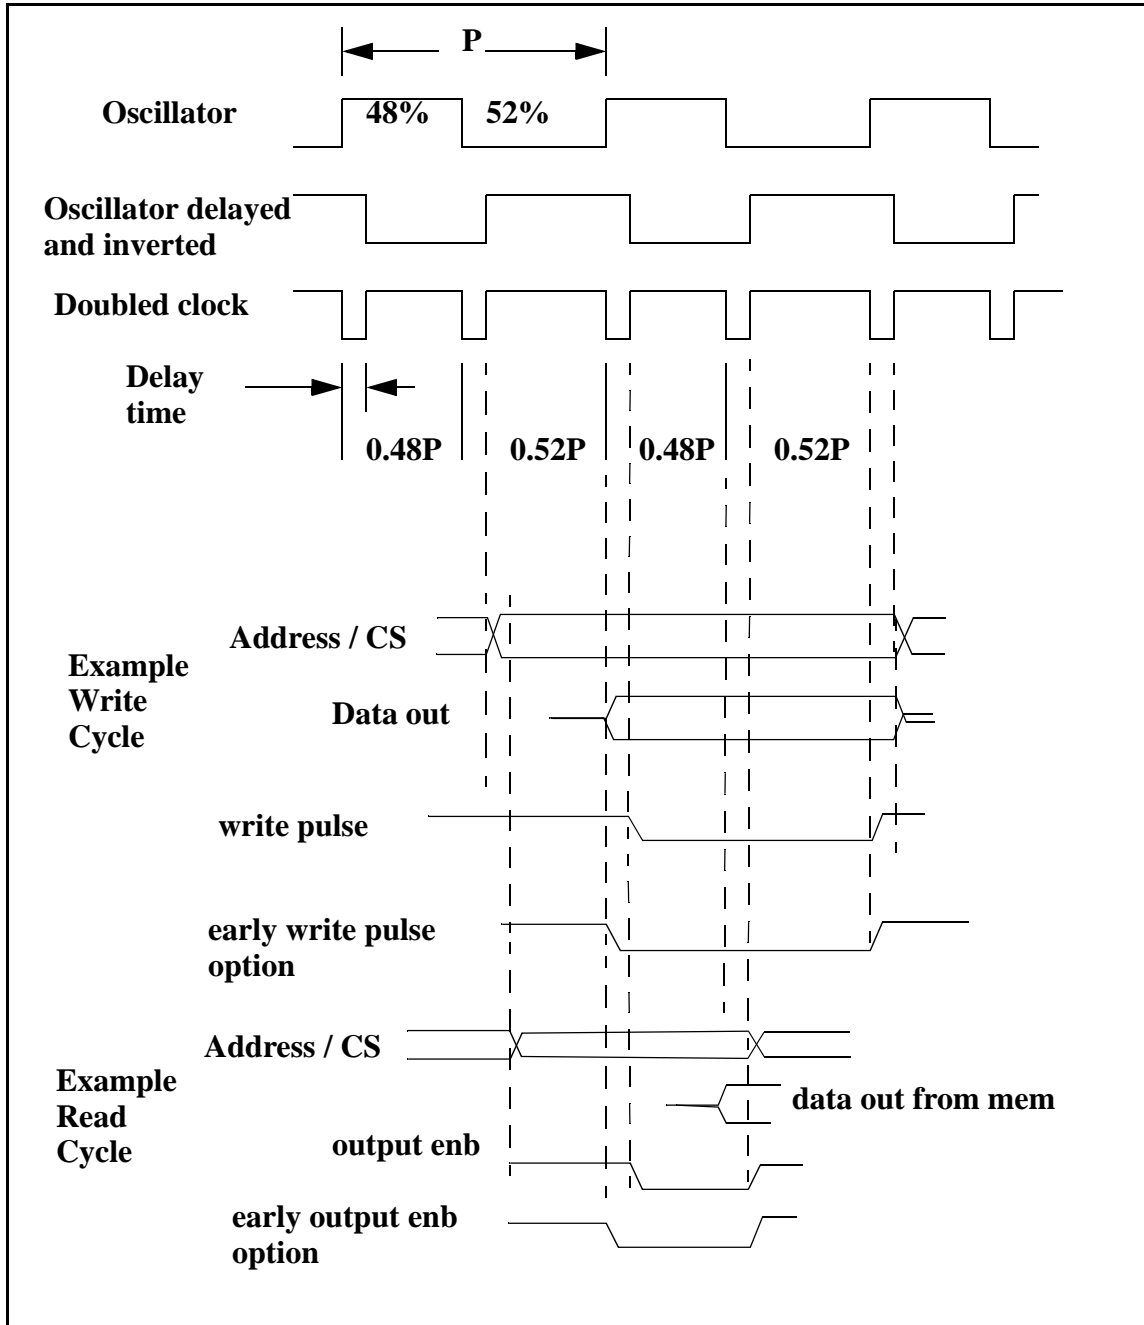 P
Oscillator
48%
52%
Oscillator delayed
and inverted
Doubled clock
Delay
time
0.48P
0.52P
0.48P
0.52P
Address / CS
Example
Write
Cycle
Data out
write pulse
early write pulse
option
Address / CS
Example
Read
Cycle
data out from mem
output enb
early output enb
option